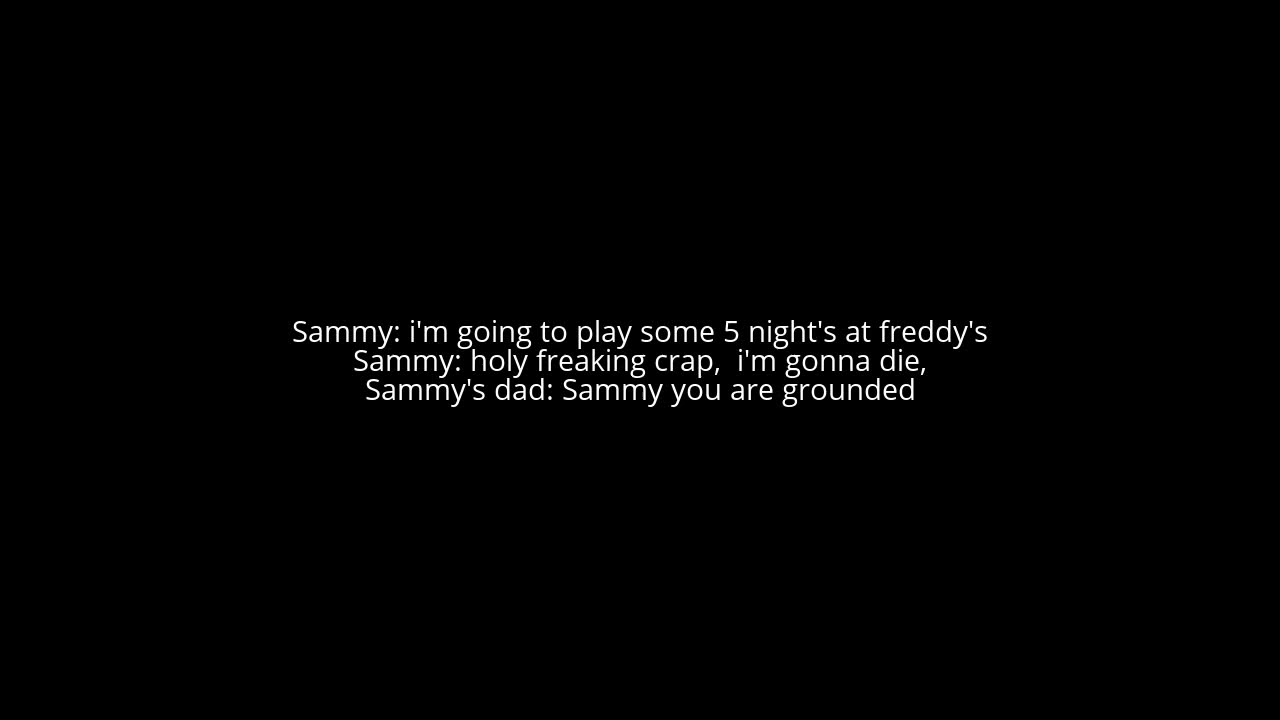 Sammy: i'm going to play some 5 night's at freddy's
Sammy: holy freaking crap,  i'm gonna die,
Sammy's dad: Sammy you are grounded